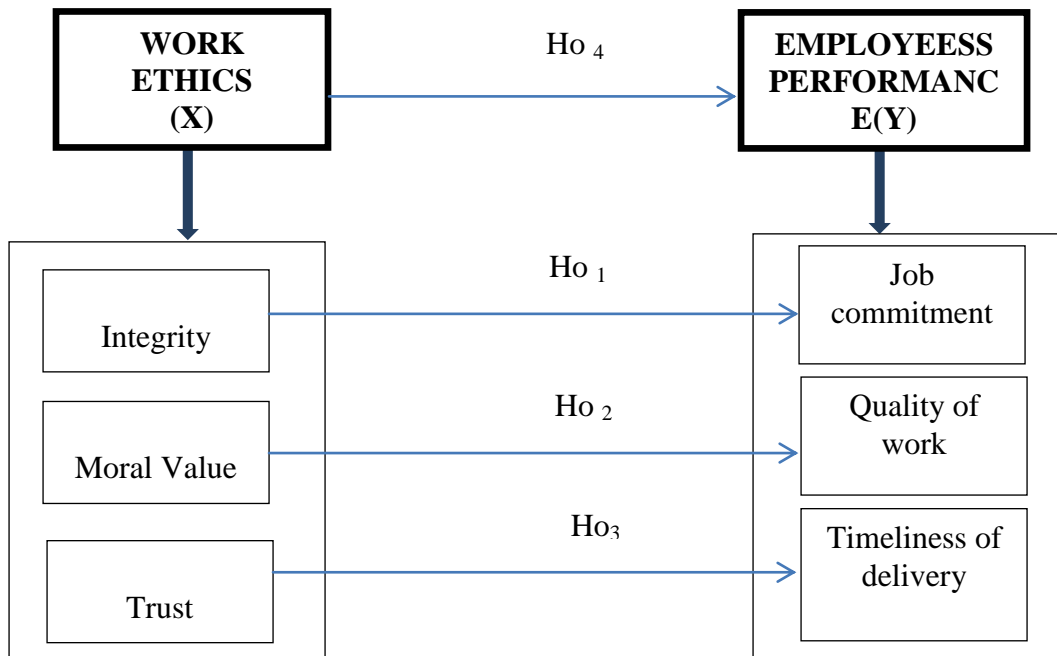 WORK
ETHICS
(X)
Ho 4
EMPLOYEESS
PERFORMANC
E(Y)
Integrity
Ho 1
Job
commitment
Moral Value
Ho 2
Quality of
work
Trust
Ho3
Timeliness of
delivery